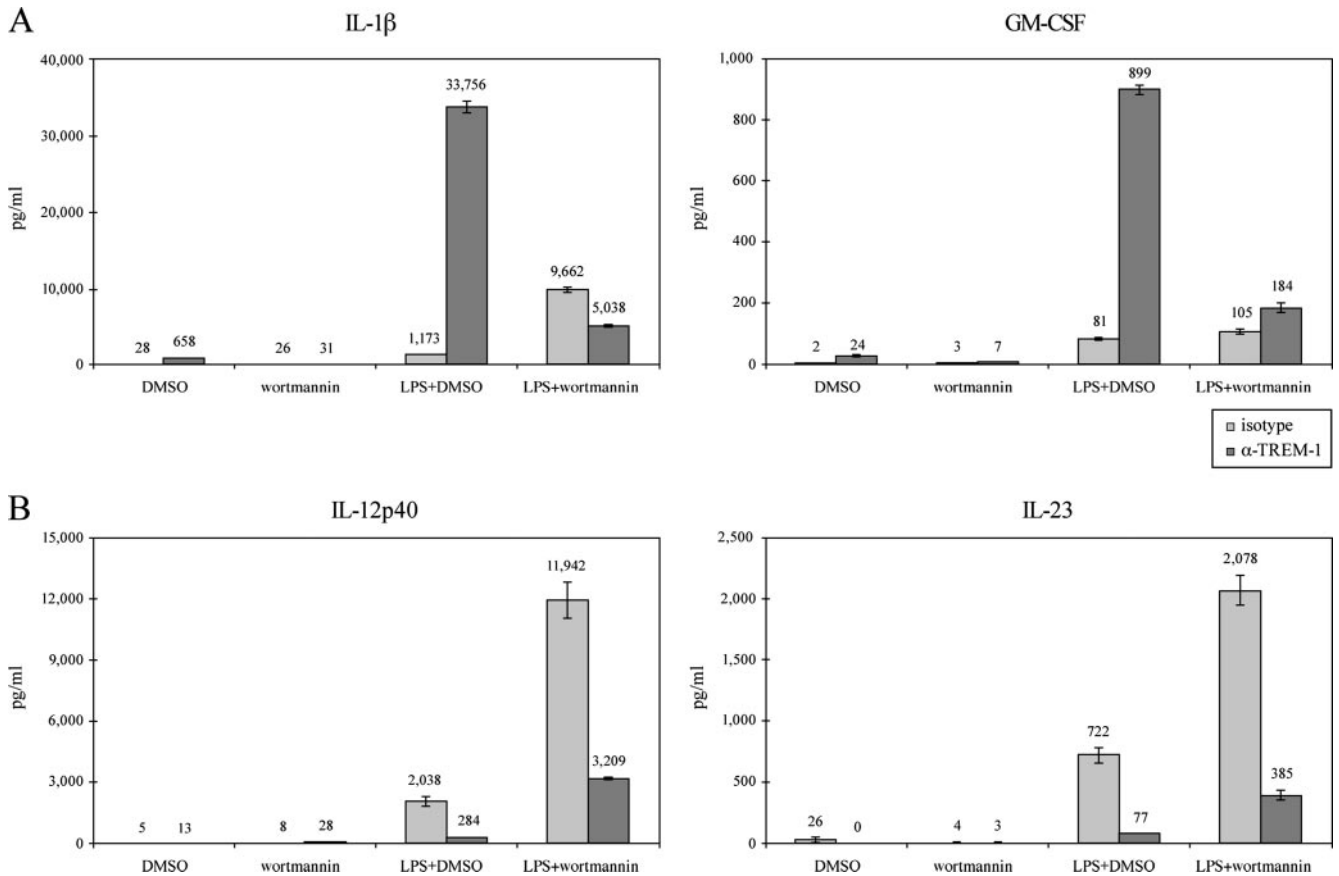 A
IL-1β
GM-CSF
40,000
30,000
20,000
10,000
0
pg/ml
28
658
26
31
1,173
33,756
9,662
5,038
DMSO
wortmannin
LPS+DMSO
LPS+wortmannin
1,000
800
600
400
200
0
pg/ml
2
24
3
7
81
899
105
184
DMSO
wortmannin
LPS+DMSO
LPS+wortmannin
isotype
α-TREM-1
B
IL-12p40
IL-23
15,000
12,000
9,000
6,000
3,000
0
pg/ml
5
13
8
28
2,038
284
11,942
3,209
DMSO
wortmannin
LPS+DMSO
LPS+wortmannin
2,500
2,000
1,500
1,000
500
0
pg/ml
26
0
4
3
722
77
2,078
385
DMSO
wortmannin
LPS+DMSO
LPS+wortmannin